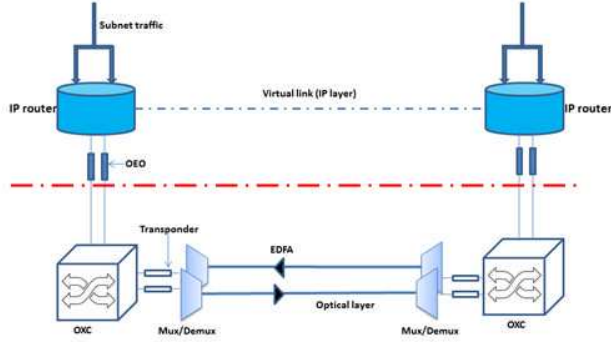 Subnet traffic
IP router
Virtual link (IP layer)
IP router
OEO
Transponder
EDFA
Optical layer
OXC
Mux/Demux
Mux/Demux
OXC